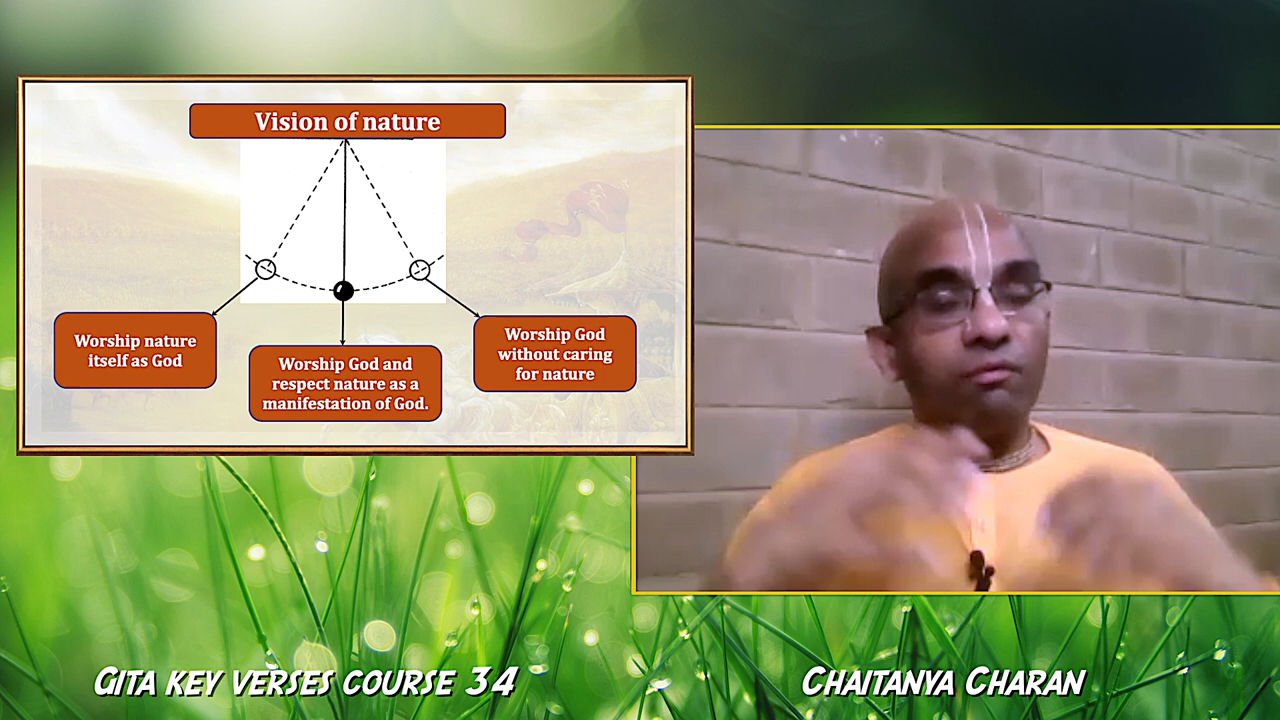 Vision of nature
Worship nature
itself as God
Worship God and
respect nature as a
manifestation of God.
Worship God
without caring
for nature
GITA KEY VERSES COURSE 34
CHAITANYA CHARAN